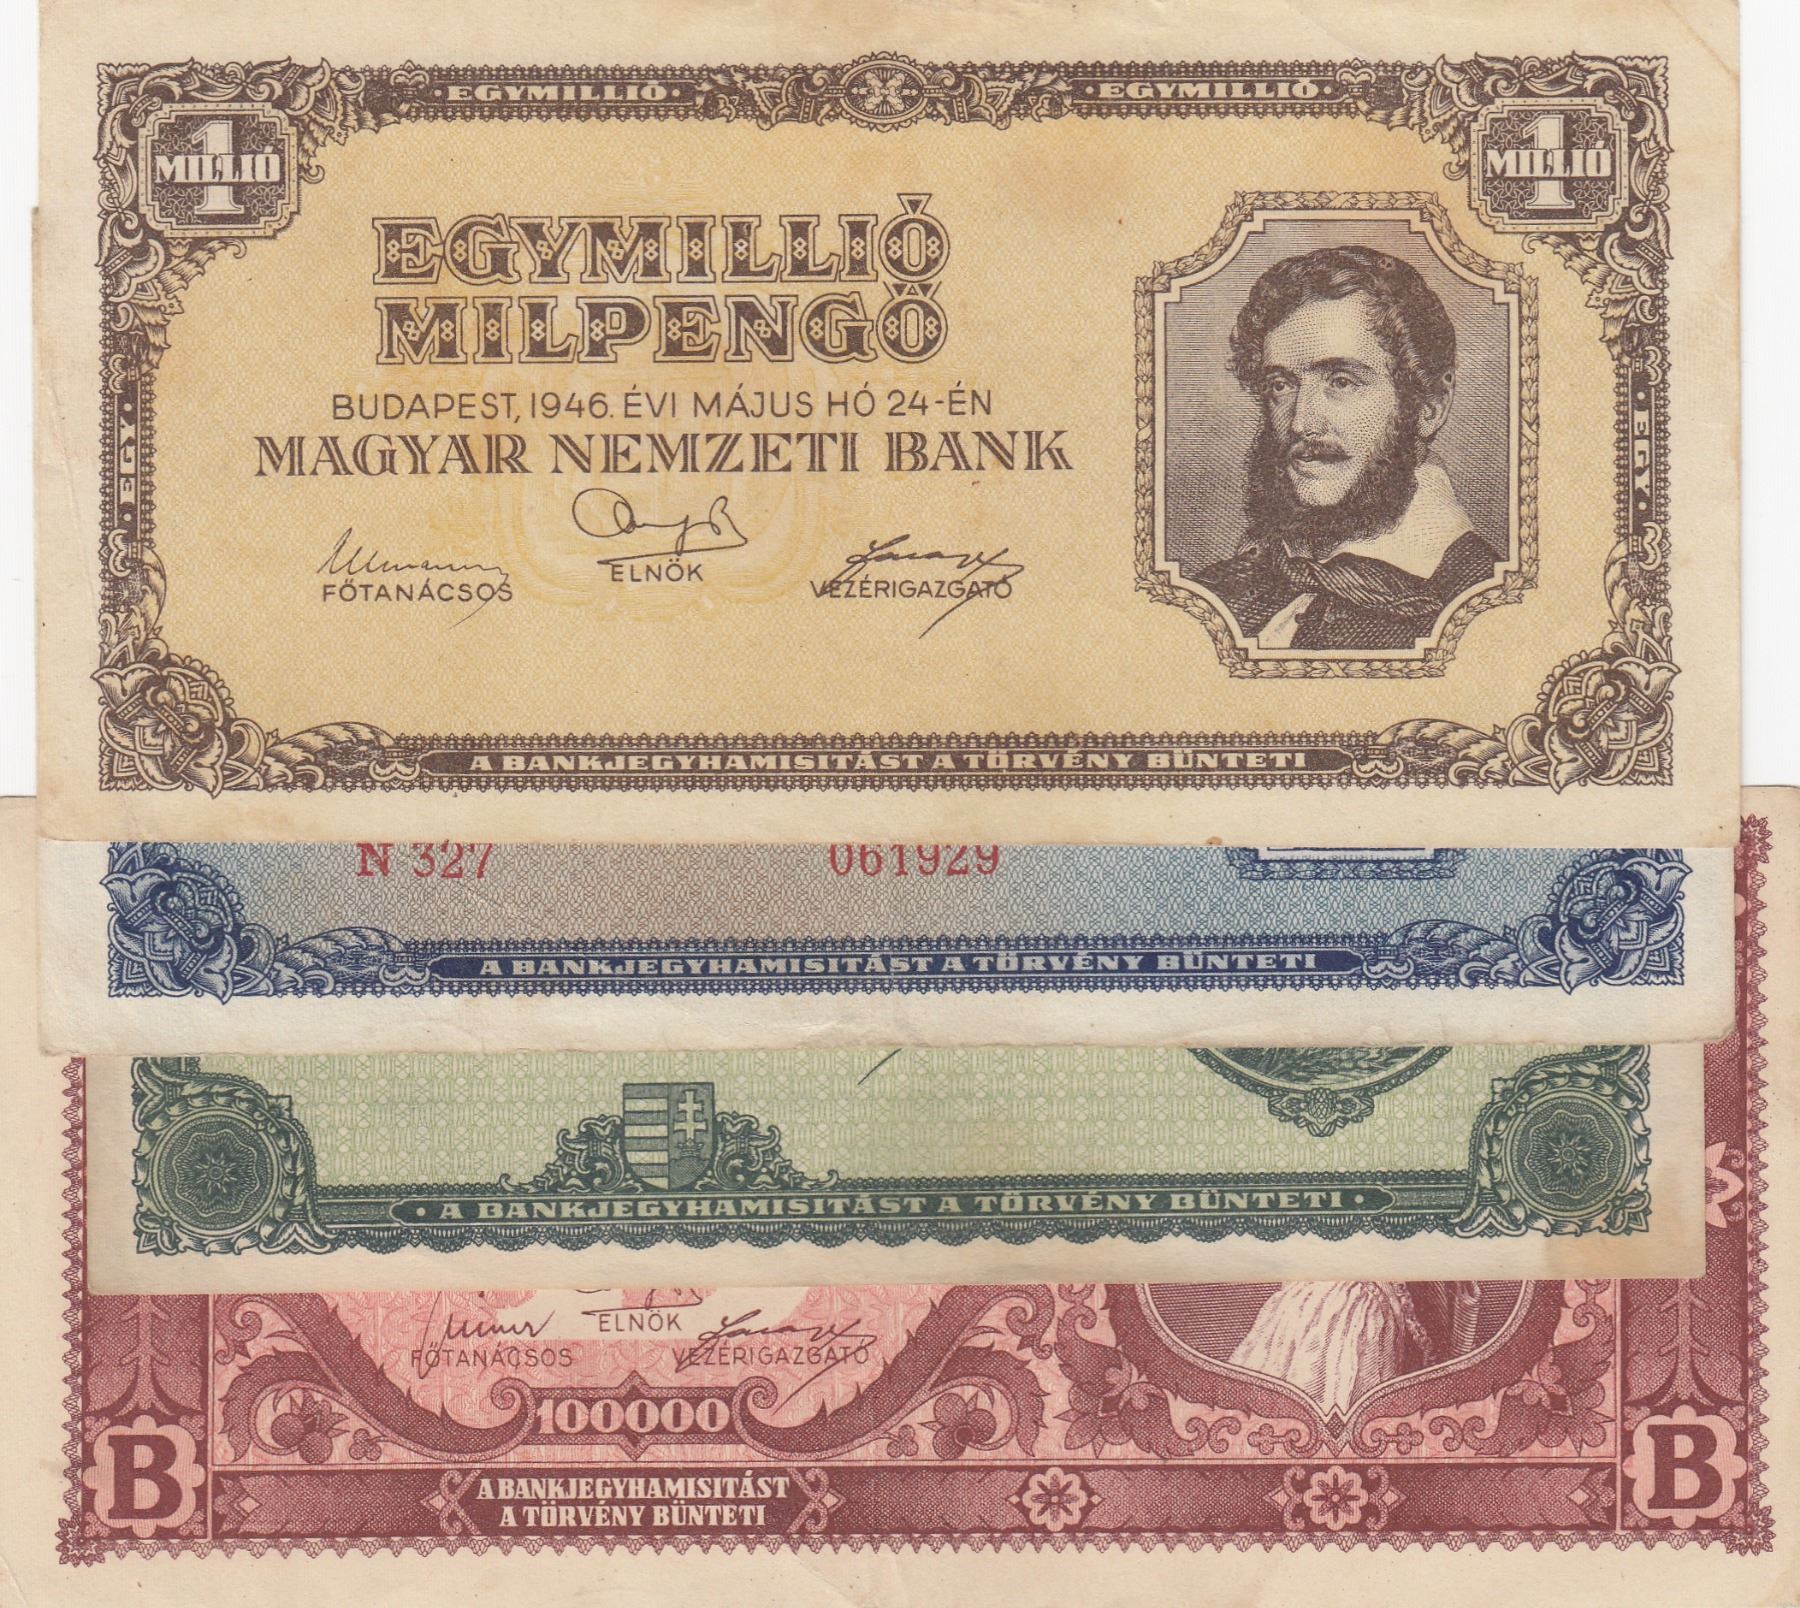 · EGYMILLIÓ · · EGYMILLIÓ ·
1 MILLIÓ 1 MILLIÓ
EGYMILLIÓ
MILPENGŐ
BUDAPEST, 1946. ÉVI MÁJUS HÓ 24-ÉN
MAGYAR NEMZETI BANK
· EGY · · EGY ·
ELNÖK
FŐTANÁCSOS VEZÉRIGAZGATÓ
A BANKJEGYHAMISITÁST A TÖRVÉNY BÜNTETI
N 327 061929
A BANKJEGYHAMISITÁST A TÖRVÉNY BÜNTETI
· A BANKJEGYHAMISITÁST A TÖRVÉNY BÜNTETI ·
ELNÖK
FŐTANÁCSOS VEZÉRIGAZGATÓ
100000
B B
A BANKJEGYHAMISITÁST
A TÖRVÉNY BÜNTETI